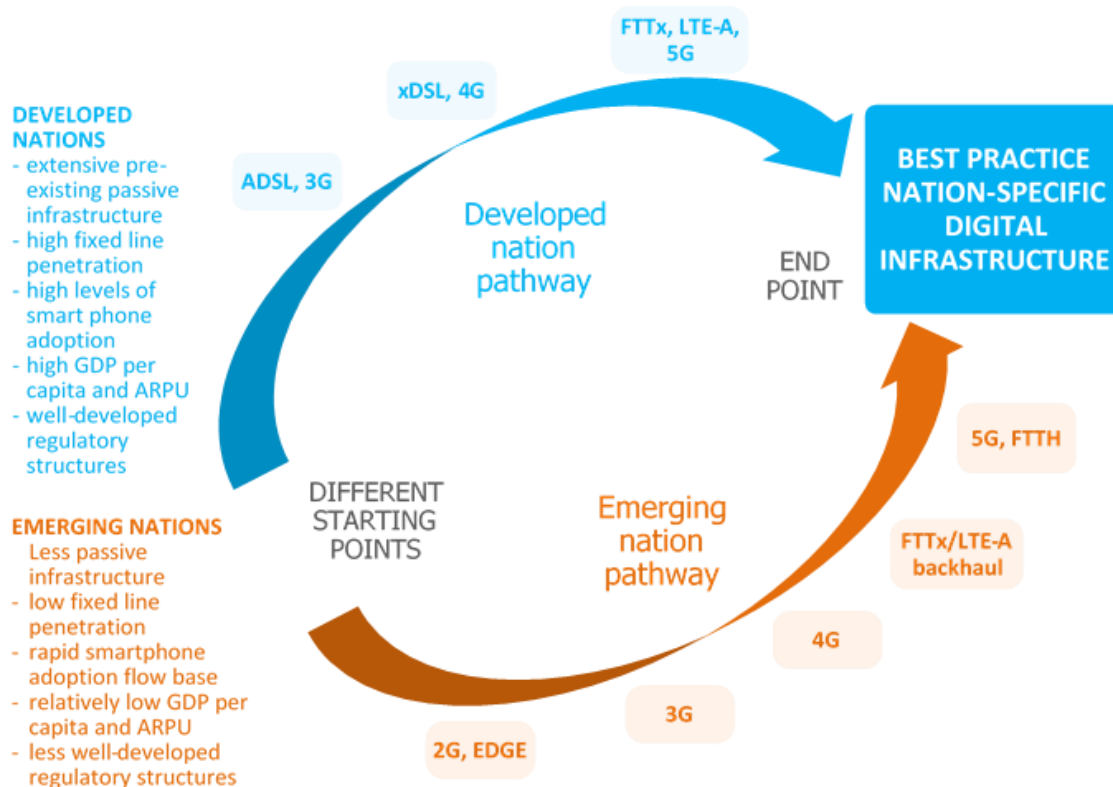 DEVELOPED
NATIONS
- extensive pre-
existing passive
infrastructure
- high fixed line
penetration
- high levels of
smart phone
adoption
- high GDP per
capita and ARPU
- well-developed
regulatory
structures
ADSL, 3G
xDSL, 4G
FTTx, LTE-A,
5G
Developed
nation
pathway
END
POINT
BEST PRACTICE
NATION-SPECIFIC
DIGITAL
INFRASTRUCTURE
DIFFERENT
STARTING
POINTS
EMERGING NATIONS
Less passive
infrastructure
- low fixed line
penetration
- rapid smartphone
adoption flow base
- relatively low GDP per
capita and ARPU
- less well-developed
regulatory structures
Emerging
nation
pathway
2G, EDGE
3G
4G
FTTx/LTE-A
backhaul
5G, FTTH